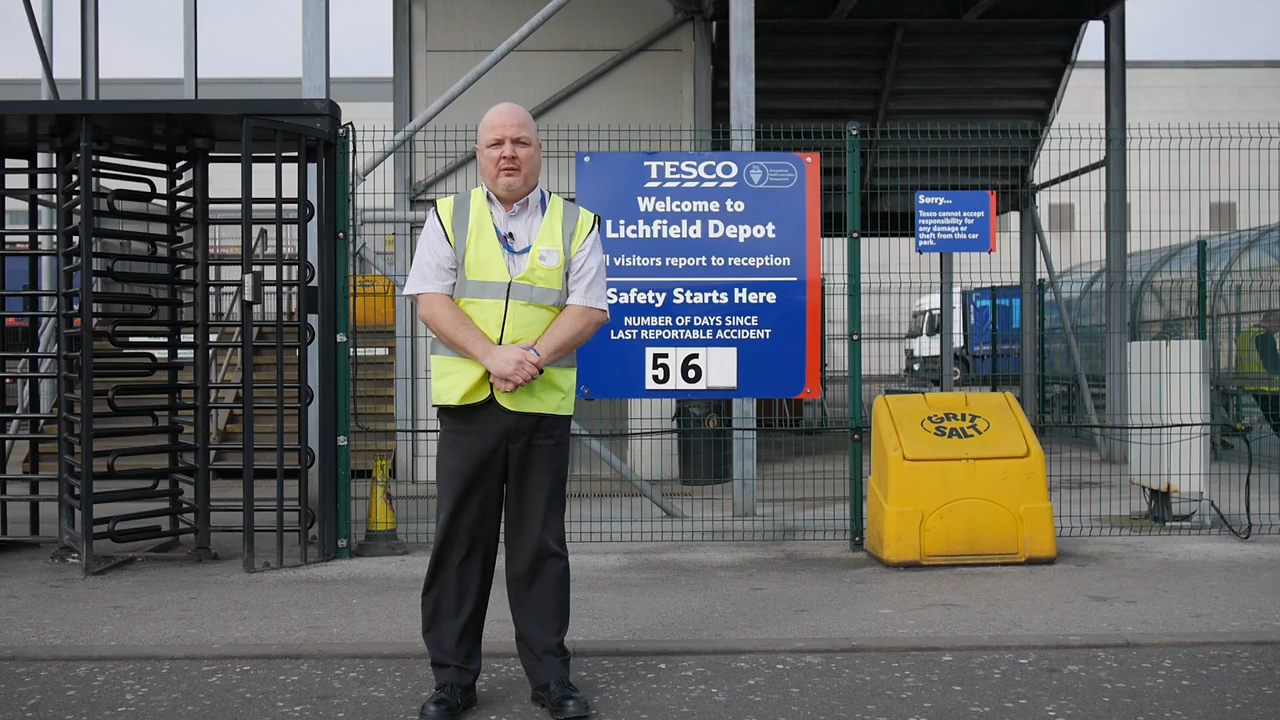 TESCO
Welcome to
Lichfield Depot
visitors report to reception
Safety Starts Here
NUMBER OF DAYS SINCE
LAST REPORTABLE ACCIDENT
56
Sorry...
Tesco cannot accept
responsibility for
any damage or
theft from this car
park.
GRIT
SALT